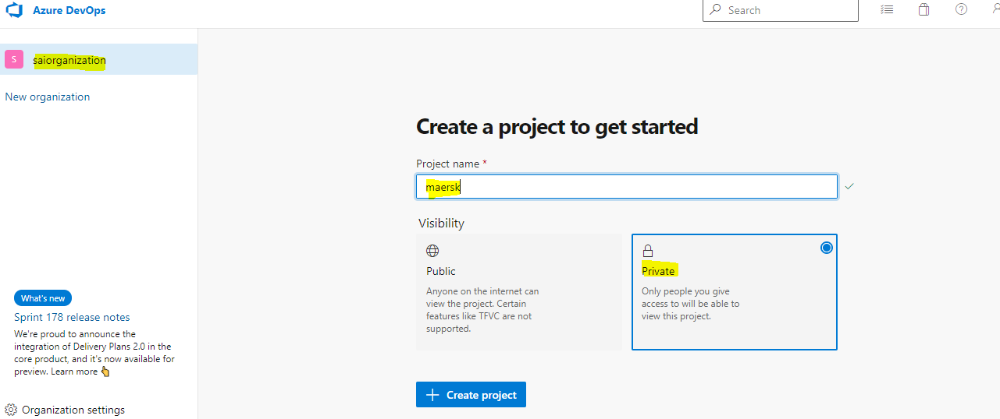 Azure DevOps
Search
S
saiorganization
New organization
Create a project to get started
Project name *
maersk
Visibility
Public
Anyone on the internet can
view the project. Certain
features like TFVC are not
supported.
Private
Only people you give
access to will be able to
view this project.
Create project
What's new
Sprint 178 release notes
We're proud to announce the
integration of Delivery Plans 2.0 in the
core product, and it's now available for
preview. Learn more 👆
Organization settings